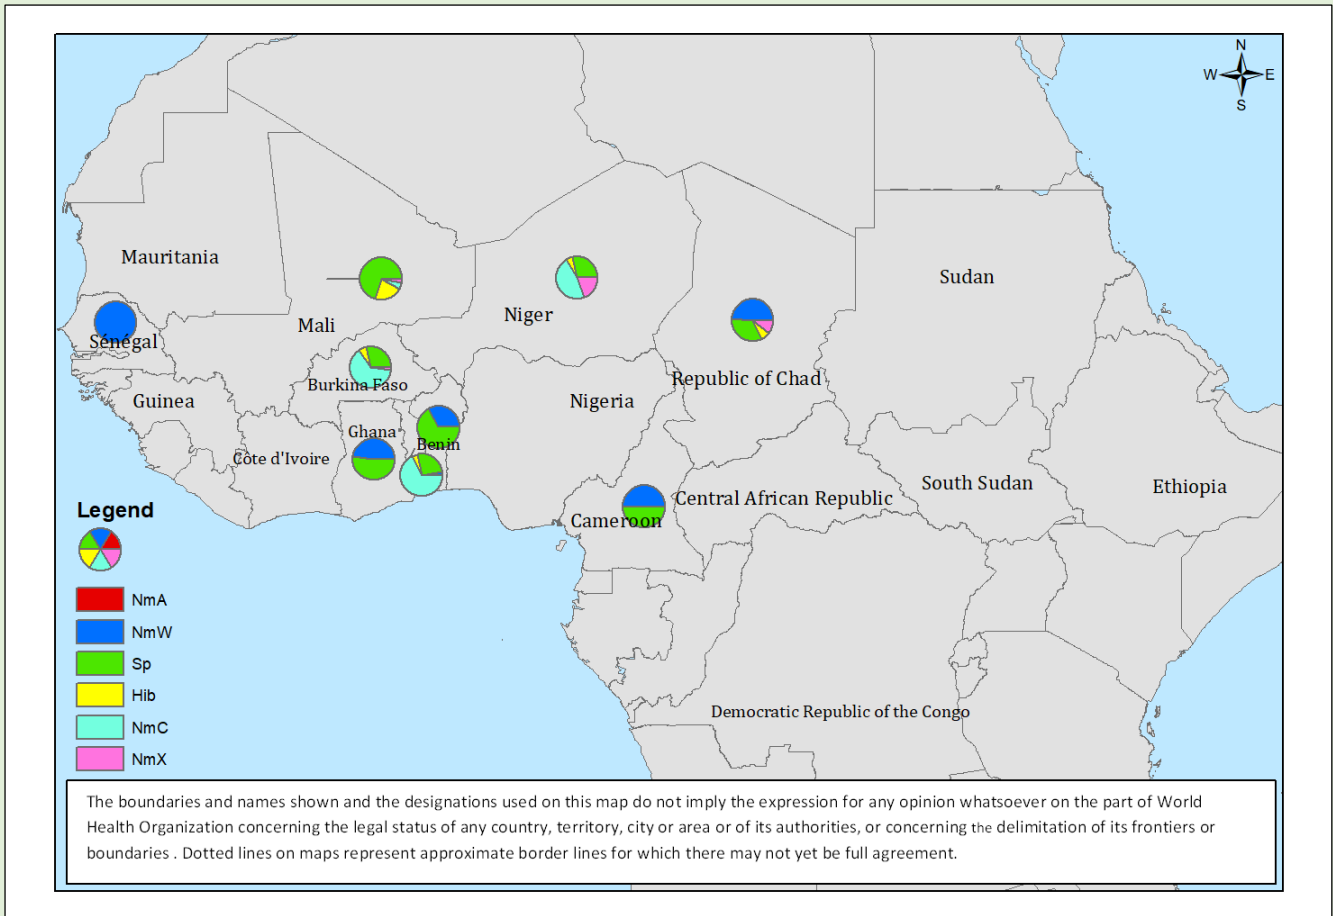 N
W E
S
Mauritania
Sudan
Niger
Mali
Sénégal
Republic of Chad
Burkina Faso
Guinea
Nigeria
Ghana
Benin
Côte d'Ivoire
South Sudan
Ethiopia
Central African Republic
Cameroon
Legend
NmA
NmW
Sp
Hib
NmC
NmX
Democratic Republic of the Congo
The boundaries and names shown and the designations used on this map do not imply the expression for any opinion whatsoever on the part of World
Health Organization concerning the legal status of any country, territory, city or area or of its authorities, or concerning the delimitation of its frontiers or
boundaries . Dotted lines on maps represent approximate border lines for which there may not yet be full agreement.